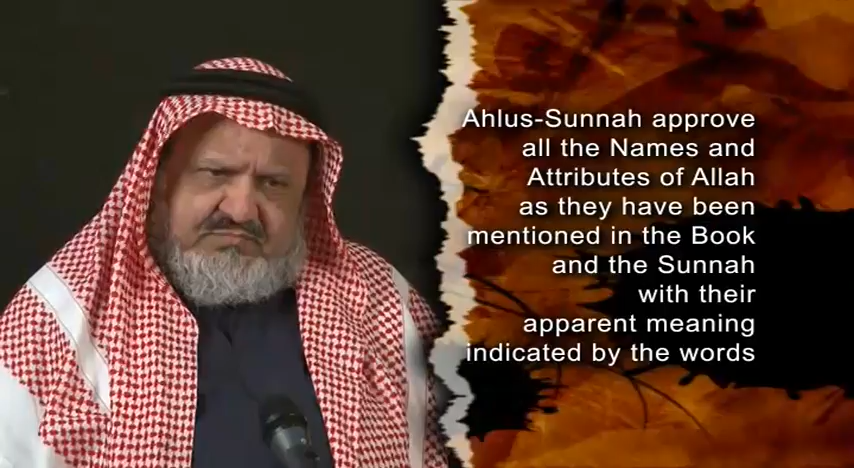 Ahlus-Sunnah approve
all the Names and
Attributes of Allah
as they have been
mentioned in the Book
and the Sunnah
with their
apparent meaning
indicated by the words